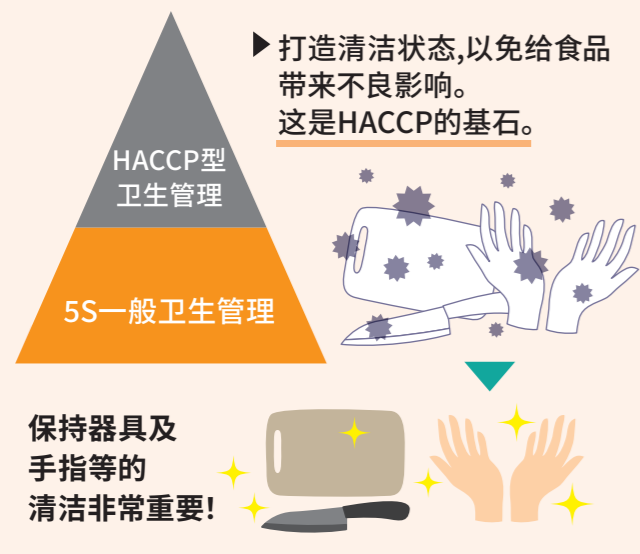 打造清洁状态,以免给食品
带来不良影响。
这是HACCP的基石。
HACCP型
卫生管理
5S一般卫生管理
保持器具及
手指等的
清洁非常重要!